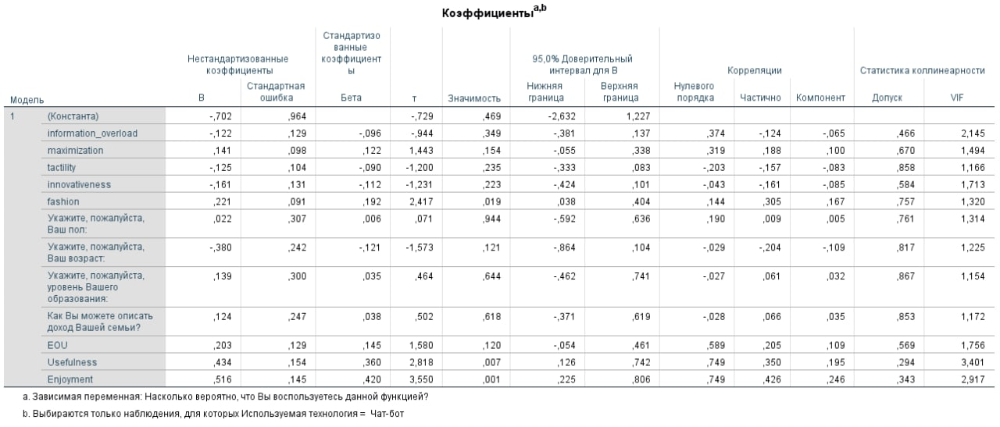 Коэффициенты a,b
Нестандартизованные коэффициенты
Стандартизованные коэффициенты
95,0% Доверительный интервал для B
Корреляции
Статистика коллинеарности
Модель B Стандартная ошибка Бета т Значимость Нижняя граница Верхняя граница Нулевого порядка Частично Компонент Допуск VIF
1 (Константа) -,702 ,964 -,729 ,469 -2,632 1,227
information_overload -,122 ,129 -,096 -,944 ,349 -,381 ,137 ,374 -,124 -,065 ,466 2,145
maximization ,141 ,098 ,122 1,443 ,154 -,055 ,338 ,319 ,188 ,100 ,670 1,494
tactility -,125 ,104 -,090 -1,200 ,235 -,333 ,083 -,203 -,157 -,083 ,858 1,166
innovativeness -,161 ,131 -,112 -1,231 ,223 -,424 ,101 -,043 -,161 -,085 ,584 1,713
fashion ,221 ,091 ,192 2,417 ,019 ,038 ,404 ,144 ,305 ,167 ,757 1,320
Укажите, пожалуйста, Ваш пол: ,022 ,307 ,006 ,071 ,944 -,592 ,636 ,190 ,009 ,005 ,761 1,314
Укажите, пожалуйста, Ваш возраст: -,380 ,242 -,121 -1,573 ,121 -,864 ,104 -,029 -,204 -,109 ,817 1,225
Укажите, пожалуйста, уровень Вашего образования: ,139 ,300 ,035 ,464 ,644 -,462 ,741 -,027 ,061 ,032 ,867 1,154
Как Вы можете описать доход Вашей семьи? ,124 ,247 ,038 ,502 ,618 -,371 ,619 -,028 ,066 ,035 ,853 1,172
EOU ,203 ,129 ,145 1,580 ,120 -,054 ,461 ,589 ,205 ,109 ,569 1,756
Usefulness ,434 ,154 ,360 2,818 ,007 ,126 ,742 ,749 ,350 ,195 ,294 3,401
Enjoyment ,516 ,145 ,420 3,550 ,001 ,225 ,806 ,749 ,426 ,246 ,343 2,917
a. Зависимая переменная: Насколько вероятно, что Вы воспользуетесь данной функцией?
b. Выбираются только наблюдения, для которых Используемая технология = Чат-бот